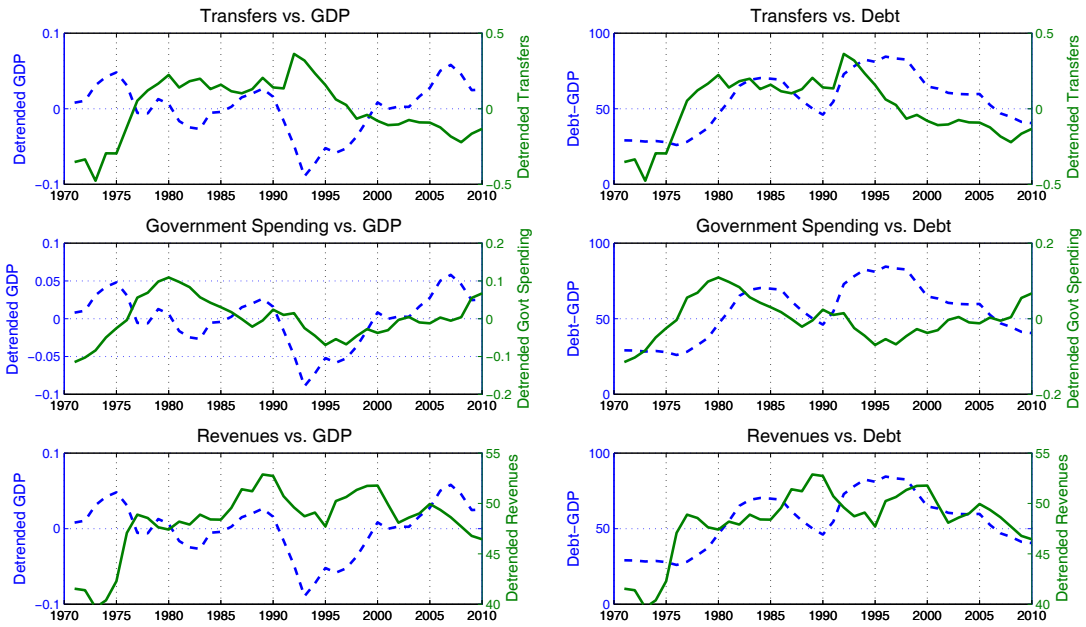 Transfers vs. GDP
0.1
0
−0.1
Detrended GDP
0.5
0
−0.5
Detrended Transfers
1970 1975 1980 1985 1990 1995 2000 2005 2010
Transfers vs. Debt
100
50
0
Debt−GDP
0.5
0
−0.5
Detrended Transfers
1970 1975 1980 1985 1990 1995 2000 2005 2010
Government Spending vs. GDP
0.1
0.05
0
−0.05
−0.1
Detrended GDP
0.2
0.1
0
−0.1
−0.2
Detrended Govt Spending
1970 1975 1980 1985 1990 1995 2000 2005 2010
Government Spending vs. Debt
100
50
0
Debt−GDP
0.2
0
−0.2
Detrended Govt Spending
1970 1975 1980 1985 1990 1995 2000 2005 2010
Revenues vs. GDP
0.1
0
−0.1
Detrended GDP
55
50
45
40
Detrended Revenues
1970 1975 1980 1985 1990 1995 2000 2005 2010
Revenues vs. Debt
100
50
0
Debt−GDP
55
50
45
40
Detrended Revenues
1970 1975 1980 1985 1990 1995 2000 2005 2010